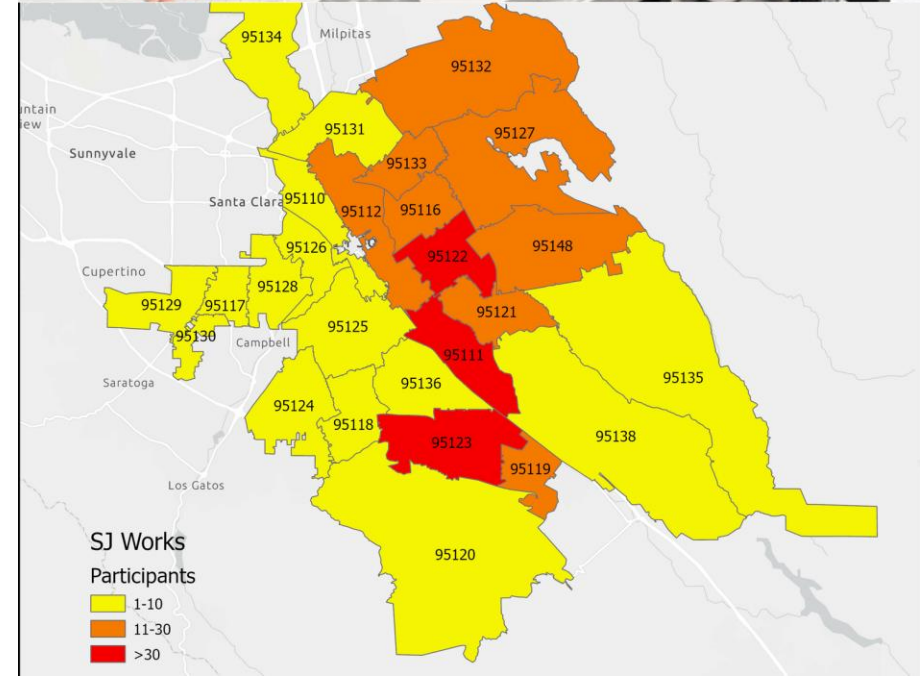 Milpitas
95134
95132
untain
iew
95131
95127
Sunnyvale
95133
Santa Clara
95110
95112
95116
95126
95148
95122
Cupertino
95128
95129
95117
95121
95125
95130
Campbell
95111
95136
95135
Saratoga
95124
95118
95138
95123
95119
Los Gatos
95120
SJ Works
Participants
1-10
11-30
>30